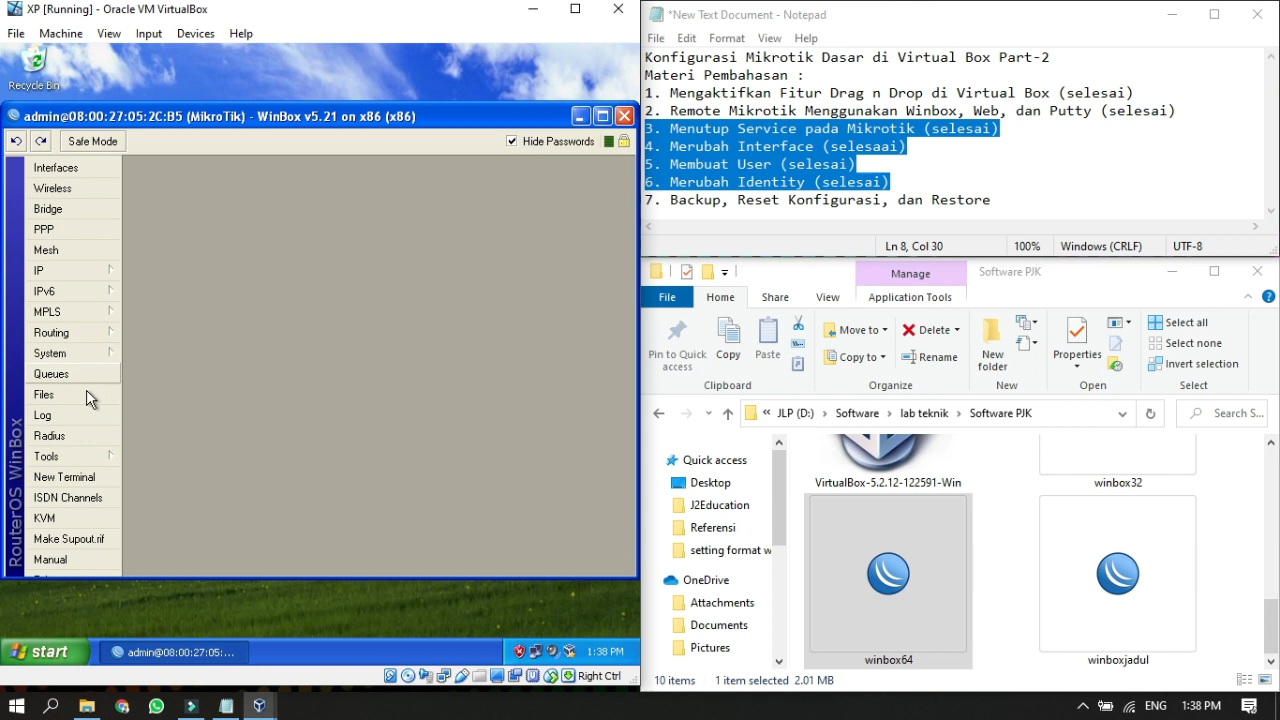 XP [Running] - Oracle VM VirtualBox
File Machine View Input Devices Help
Recycle Bin
admin@08:00:27:05:2C:B5 (MikroTik) - WinBox v5.21 on x86 (x86)
Safe Mode
Hide Passwords
Interfaces
Wireless
Bridge
PPP
Mesh
IP
IPv6
MPLS
Routing
System
Queues
Files
Log
Radius
Tools
New Terminal
ISDN Channels
KVM
Make Supout.rif
Manual
RouterOS WinBox
start
admin@08:00:27:05:...
1:38 PM
Right Ctrl
*New Text Document - Notepad
File Edit Format View Help
Konfigurasi Mikrotik Dasar di Virtual Box Part-2
Materi Pembahasan :
1. Mengaktifkan Fitur Drag n Drop di Virtual Box (selesai)
2. Remote Mikrotik Menggunakan Winbox, Web, dan Putty (selesai)
3. Menutup Service pada Mikrotik (selesai)
4. Merubah Interface (selesaai)
5. Membuat User (selesai)
6. Merubah Identity (selesai)
7. Backup, Reset Konfigurasi, dan Restore
Ln 8, Col 30 100% Windows (CRLF) UTF-8
Manage Software PJK
File Home Share View Application Tools
Pin to Quick access
Copy
Paste
Clipboard
Move to
Copy to
Delete
Rename
Organize
New folder
New
Properties
Open
Select all
Select none
Invert selection
Select
« JLP (D:) > Software > lab teknik > Software PJK
Search S...
Quick access
Desktop
J2Education
Referensi
setting format w
OneDrive
Attachments
Documents
Pictures
VirtualBox-5.2.12-122591-Win
winbox32
winbox64
winboxjadul
10 items 1 item selected 2.01 MB
ENG 1:38 PM